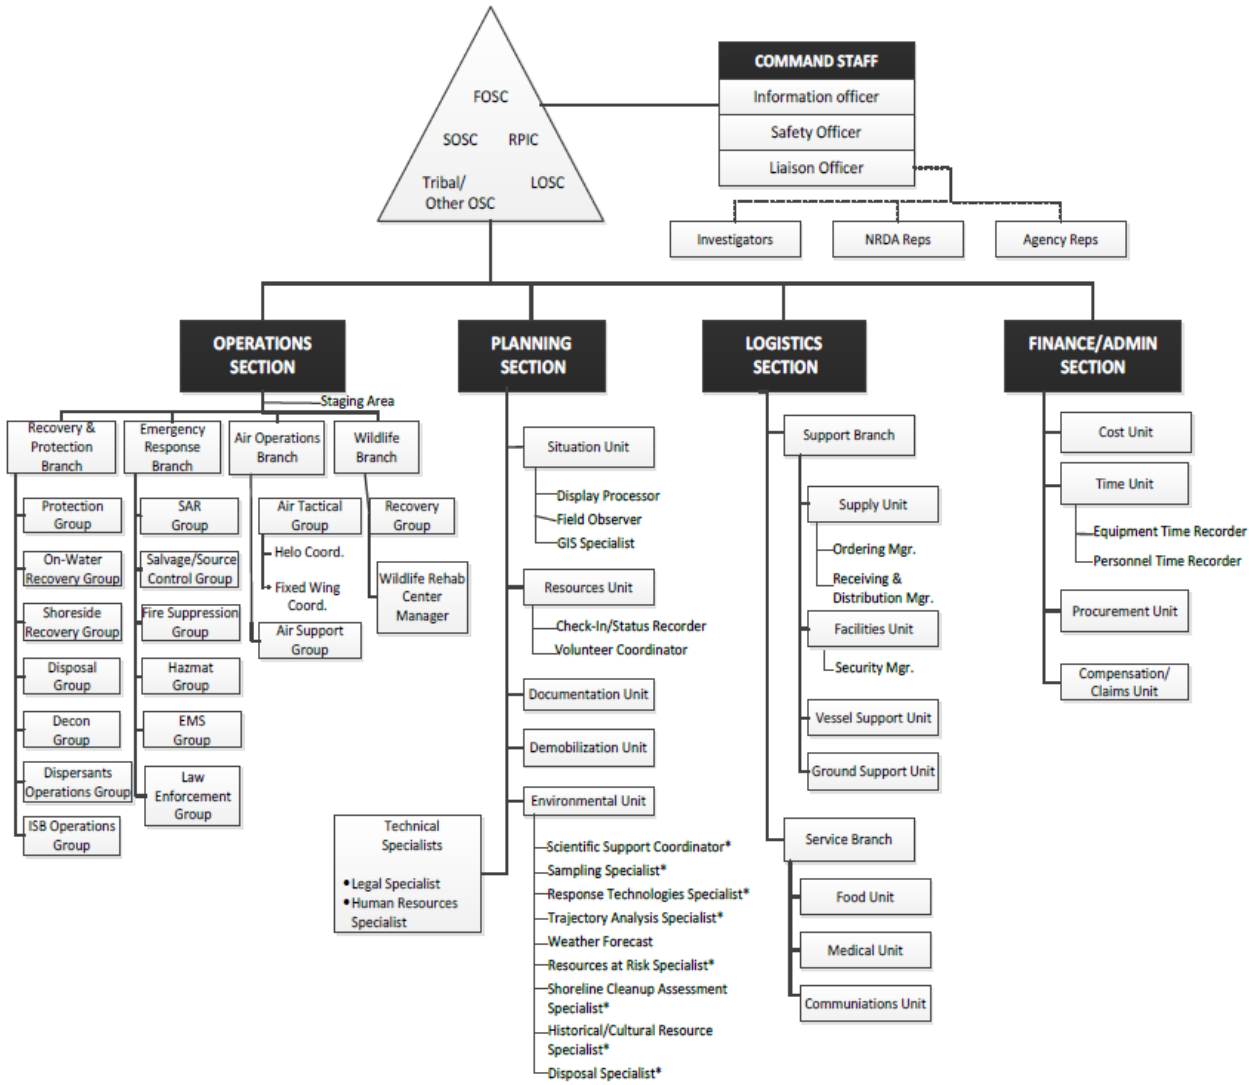 FOSC
SOSC RPIC
Tribal/ LOSC
Other OSC
COMMAND STAFF
Information officer
Safety Officer
Liaison Officer
Investigators
NRDA Reps
Agency Reps
OPERATIONS
SECTION
Staging Area
Recovery &
Protection
Branch
Protection
Group
On-Water
Recovery Group
Shoreside
Recovery Group
Disposal
Group
Decon
Group
Dispersants
Operations Group
ISB Operations
Group
Emergency
Response
Branch
SAR
Group
Salvage/Source
Control Group
Fire Suppression
Group
Hazmat
Group
EMS
Group
Law
Enforcement
Group
Air Operations
Branch
Air Tactical
Group
Helo Coord.
Fixed Wing
Coord.
Air Support
Group
Wildlife
Branch
Recovery
Group
Wildlife Rehab
Center
Manager
PLANNING
SECTION
Situation Unit
Display Processor
Field Observer
GIS Specialist
Resources Unit
Check-In/Status Recorder
Volunteer Coordinator
Documentation Unit
Demobilization Unit
Environmental Unit
Scientific Support Coordinator*
Sampling Specialist*
Response Technologies Specialist*
Trajectory Analysis Specialist*
Weather Forecast
Resources at Risk Specialist*
Shoreline Cleanup Assessment
Specialist*
Historical/Cultural Resource
Specialist*
Disposal Specialist*
Technical
Specialists
• Legal Specialist
• Human Resources
Specialist
LOGISTICS
SECTION
Support Branch
Supply Unit
Ordering Mgr.
Receiving &
Distribution Mgr.
Facilities Unit
Security Mgr.
Vessel Support Unit
Ground Support Unit
Service Branch
Food Unit
Medical Unit
Communiations Unit
FINANCE/ADMIN
SECTION
Cost Unit
Time Unit
Equipment Time Recorder
Personnel Time Recorder
Procurement Unit
Compensation/
Claims Unit